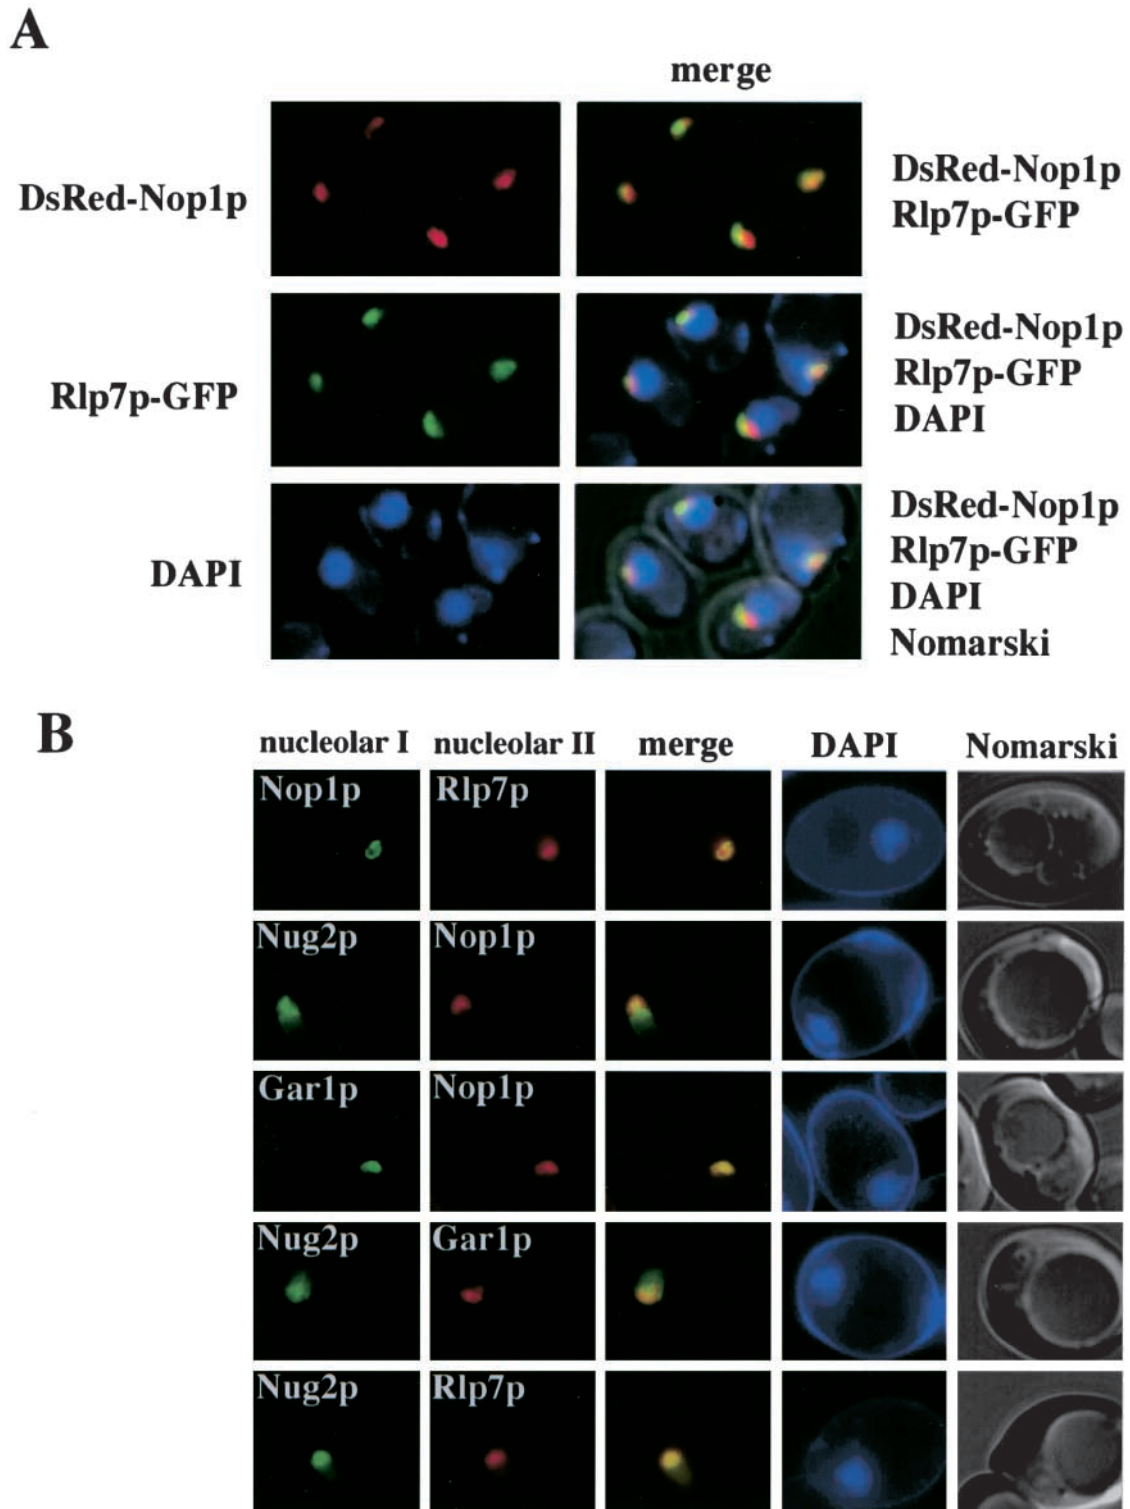 A
merge
DsRed-Nop1p
DsRed-Nop1p
Rlp7p-GFP
Rlp7p-GFP
DsRed-Nop1p
Rlp7p-GFP
DAPI
DAPI
DsRed-Nop1p
Rlp7p-GFP
DAPI
Nomarski
B
nucleolar I nucleolar II merge DAPI Nomarski
Nop1p Rlp7p
Nug2p Nop1p
Gar1p Nop1p
Nug2p Gar1p
Nug2p Rlp7p